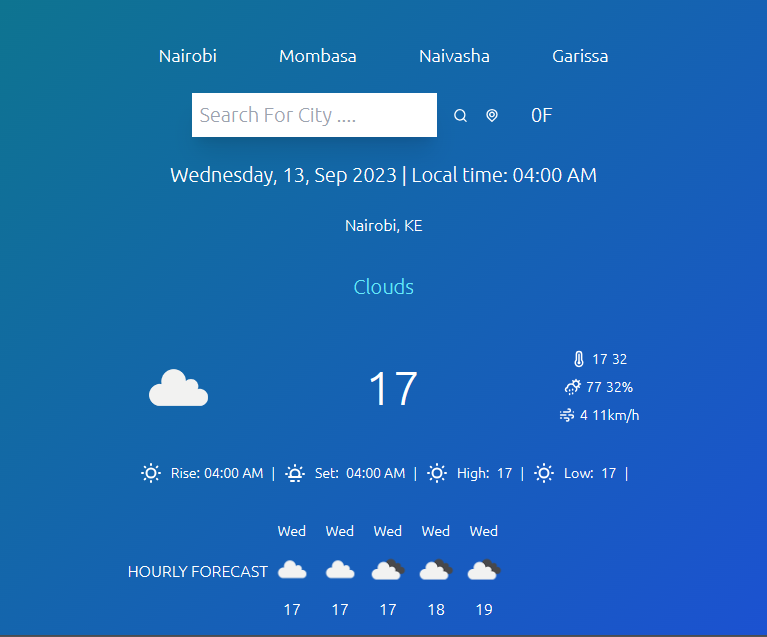 Nairobi Mombasa Naivasha Garissa
Search For City .... 0F
Wednesday, 13, Sep 2023 | Local time: 04:00 AM
Nairobi, KE
Clouds
17
17 32
77 32%
4 11km/h
Rise: 04:00 AM | Set: 04:00 AM | High: 17 | Low: 17 |
Wed Wed Wed Wed Wed
HOURLY FORECAST
17 17 17 18 19